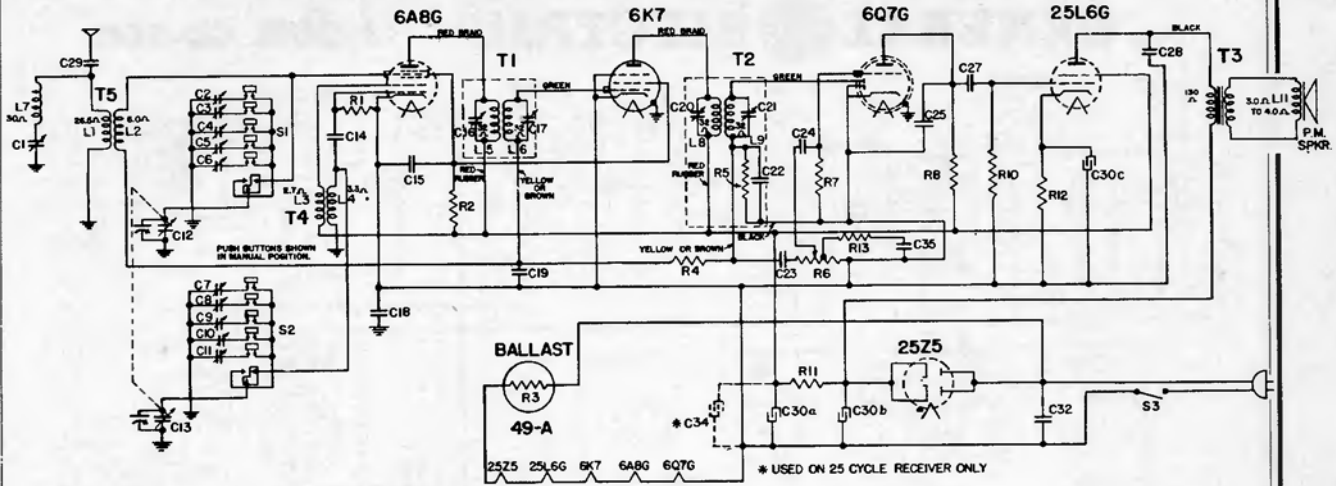 6A8G
6K7
6Q7G
25L6G
RED BRAID
RED BRAID
BLACK
C29
T5
T1
T2
T3
C28
C27
GREEN
GREEN
L7
30Ω
C1
L1
L2
6.0Ω
C2
C3
C4
C5
C6
S1
R1
C14
C16
C17
L5
L6
C20
C21
L8
L9
C24
C25
130Ω
3.0Ω L11
TO 4.0Ω
P.M.
SPKR.
C15
RED
RUBBER
YELLOW
OR
BROWN
RED
RUBBER
R5
C22
R7
R8
R10
R12
C30c
L3
L4
3.3Ω
T4
R2
C12
PUSH BUTTONS SHOWN
IN MANUAL POSITION.
YELLOW OR BROWN
BLACK
R13
C35
C19
R4
C23
R6
C7
C8
C9
C10
C11
S2
C18
BALLAST
R3
49-A
25Z5
R11
C13
* C34
C30a
C30b
C32
S3
25Z5 25L6G 6K7 6A8G 6Q7G
* USED ON 25 CYCLE RECEIVER ONLY